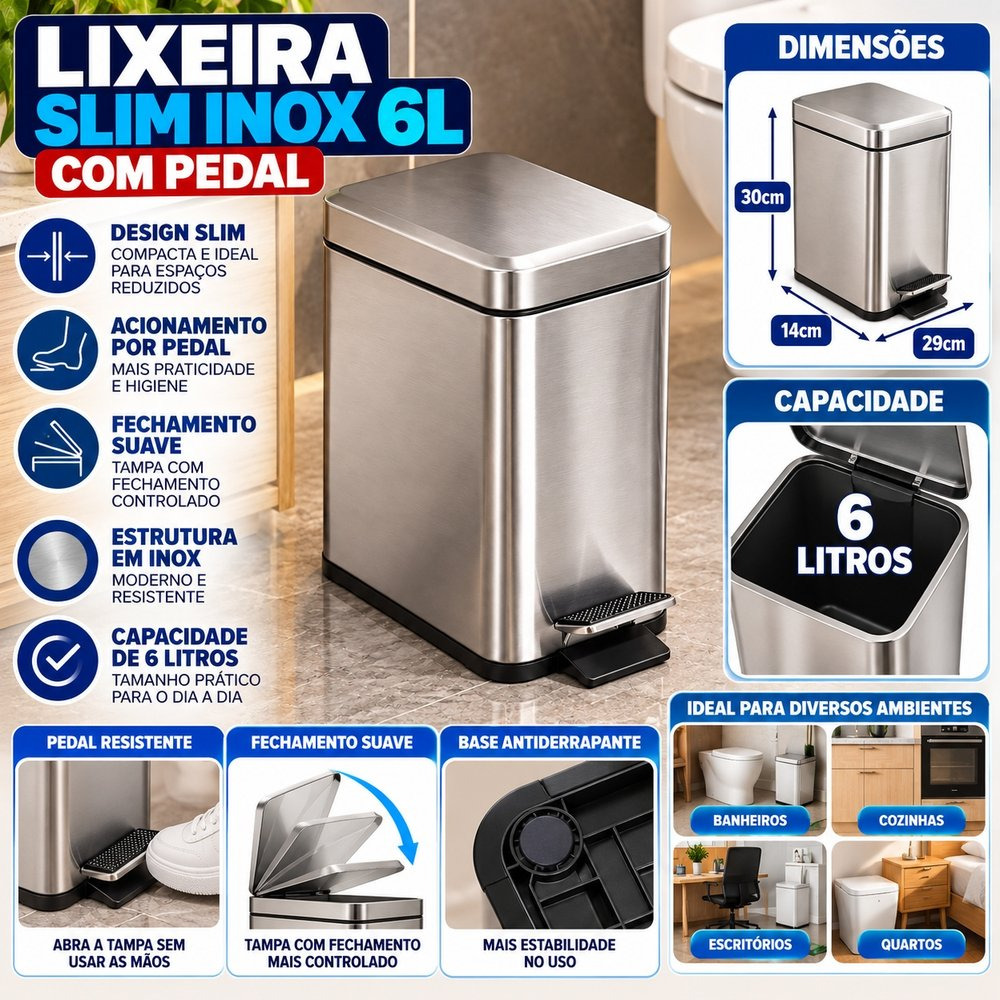 LIXEIRA
SLIM INOX 6L
COM PEDAL
DESIGN SLIM
COMPACTA E IDEAL
PARA ESPAÇOS
REDUZIDOS
ACIONAMENTO
POR PEDAL
MAIS PRATICIDADE
E HIGIENE
FECHAMENTO
SUAVE
TAMPA COM
FECHAMENTO
CONTROLADO
ESTRUTURA
EM INOX
MODERNO E
RESISTENTE
CAPACIDADE
DE 6 LITROS
TAMANHO PRÁTICO
PARA O DIA A DIA
DIMENSÕES
30cm
14cm
29cm
CAPACIDADE
6
LITROS
PEDAL RESISTENTE
ABRA A TAMPA SEM
USAR AS MÃOS
FECHAMENTO SUAVE
TAMPA COM FECHAMENTO
MAIS CONTROLADO
BASE ANTIDERRAPANTE
MAIS ESTABILIDADE
NO USO
IDEAL PARA DIVERSOS AMBIENTES
BANHEIROS
COZINHAS
ESCRITÓRIOS
QUARTOS